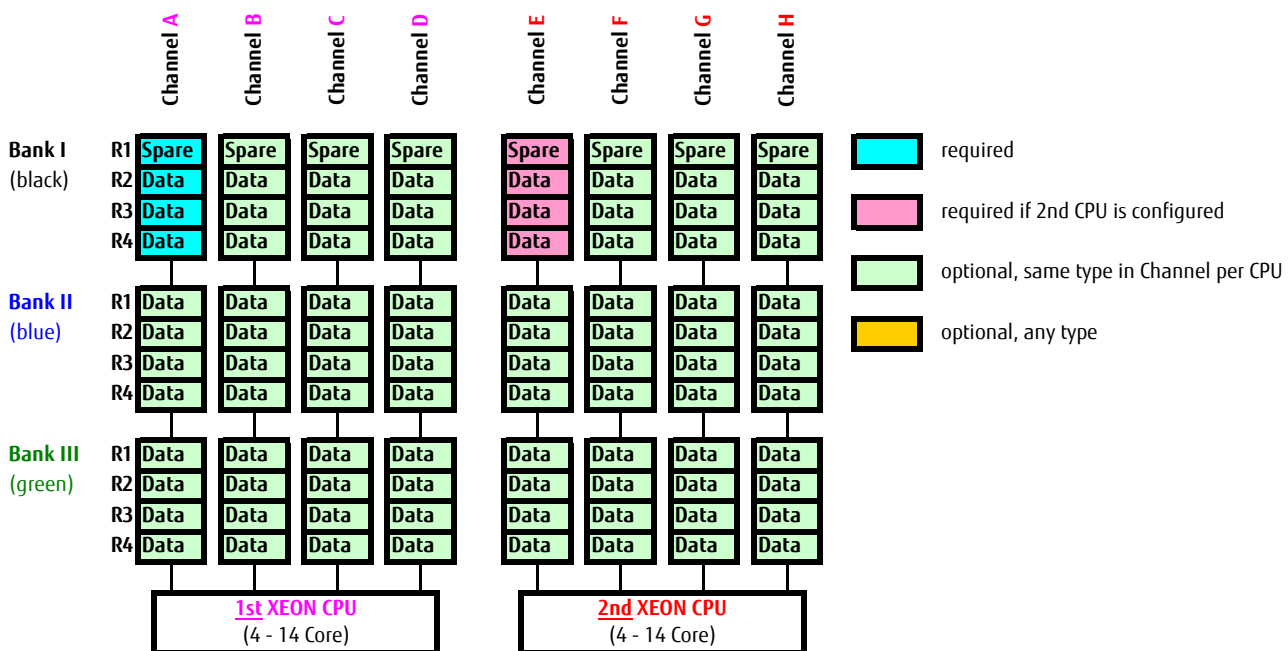 Channel A Channel B Channel C Channel D Channel E Channel F Channel G Channel H
Bank I R1 Spare Spare Spare Spare Spare Spare Spare Spare required
(black) R2 Data Data Data Data Data Data Data Data
R3 Data Data Data Data Data Data Data Data required if 2nd CPU is configured
R4 Data Data Data Data Data Data Data Data
optional, same type in Channel per CPU
Bank II R1 Data Data Data Data Data Data Data Data
(blue) R2 Data Data Data Data Data Data Data Data optional, any type
R3 Data Data Data Data Data Data Data Data
R4 Data Data Data Data Data Data Data Data
Bank III R1 Data Data Data Data Data Data Data Data
(green) R2 Data Data Data Data Data Data Data Data
R3 Data Data Data Data Data Data Data Data
R4 Data Data Data Data Data Data Data Data
1st XEON CPU 2nd XEON CPU
(4 - 14 Core) (4 - 14 Core)